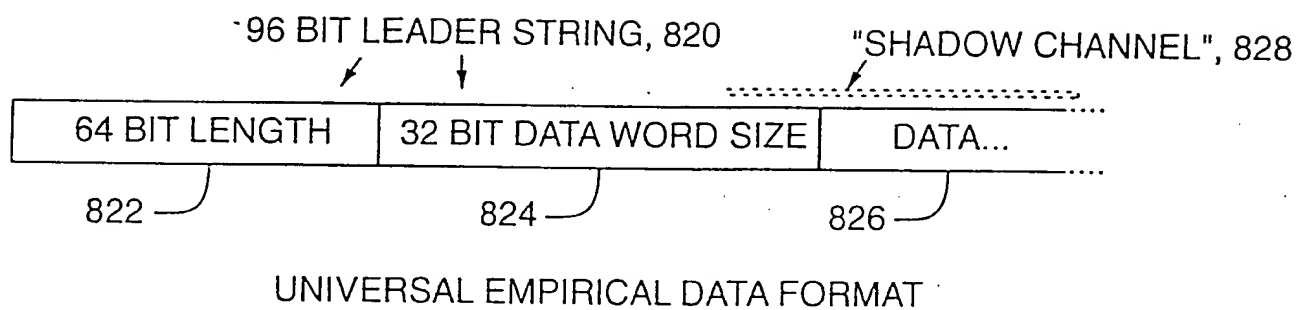 96 BIT LEADER STRING, 820
"SHADOW CHANNEL", 828
64 BIT LENGTH
32 BIT DATA WORD SIZE
DATA...
822
824
826
UNIVERSAL EMPIRICAL DATA FORMAT